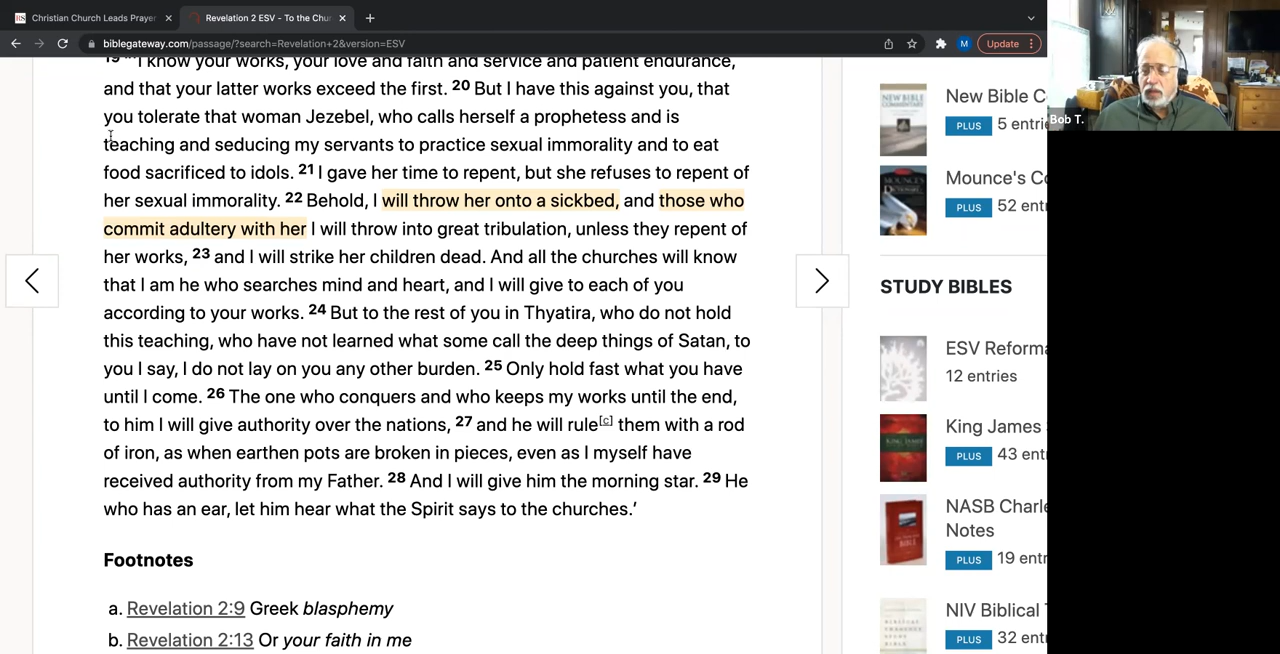 Christian Church Leads Prayer
Revelation 2 ESV - To the Chur
biblegateway.com/passage/?search=Revelation+2&version=ESV
M
Update
19 I know your works, your love and faith and service and patient endurance,
and that your latter works exceed the first. 20 But I have this against you, that
you tolerate that woman Jezebel, who calls herself a prophetess and is
teaching and seducing my servants to practice sexual immorality and to eat
food sacrificed to idols. 21 I gave her time to repent, but she refuses to repent of
her sexual immorality. 22 Behold, I will throw her onto a sickbed, and those who
commit adultery with her I will throw into great tribulation, unless they repent of
her works, 23 and I will strike her children dead. And all the churches will know
that I am he who searches mind and heart, and I will give to each of you
according to your works. 24 But to the rest of you in Thyatira, who do not hold
this teaching, who have not learned what some call the deep things of Satan, to
you I say, I do not lay on you any other burden. 25 Only hold fast what you have
until I come. 26 The one who conquers and who keeps my works until the end,
to him I will give authority over the nations, 27 and he will rule[c] them with a rod
of iron, as when earthen pots are broken in pieces, even as I myself have
received authority from my Father. 28 And I will give him the morning star. 29 He
who has an ear, let him hear what the Spirit says to the churches.’
Footnotes
a. Revelation 2:9 Greek blasphemy
b. Revelation 2:13 Or your faith in me
New Bible C
PLUS 5 entrie
Mounce's Co
PLUS 52 entr
STUDY BIBLES
ESV Reforma
12 entries
King James
PLUS 43 entr
NASB Charle
Notes
PLUS 19 entr
NIV Biblical
PLUS 32 entr
Bob T.